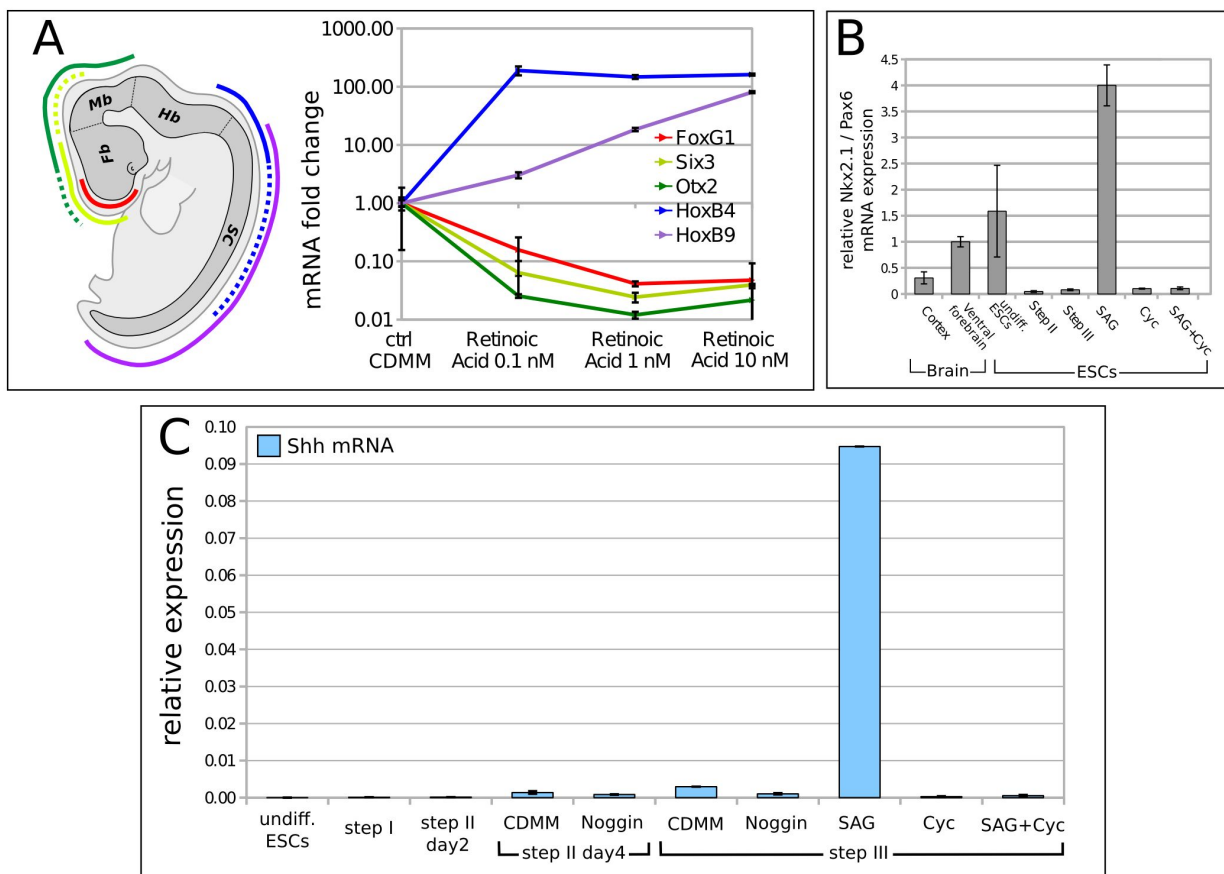 A
Mb
Hb
Fb
SC
mRNA fold change
1000.00
100.00
10.00
1.00
0.10
0.01
FoxG1
Six3
Otx2
HoxB4
HoxB9
ctrl
CDMM
Retinoic
Acid 0.1 nM
Retinoic
Acid 1 nM
Retinoic
Acid 10 nM
B
relative Nkx2.1 / Pax6
mRNA expression
4.5
4
3.5
3
2.5
2
1.5
1
0.5
0
Cortex
Ventral
forebrain
undiff.
ESCs
Step II
Step III
SAG
Cyc
SAG+Cyc
Brain
ESCs
C
Shh mRNA
relative expression
0.10
0.09
0.08
0.07
0.06
0.05
0.04
0.03
0.02
0.01
0.00
undiff.
ESCs
step I
step II
day2
CDMM
Noggin
step II day4
CDMM
Noggin
SAG
Cyc
SAG+Cyc
step III